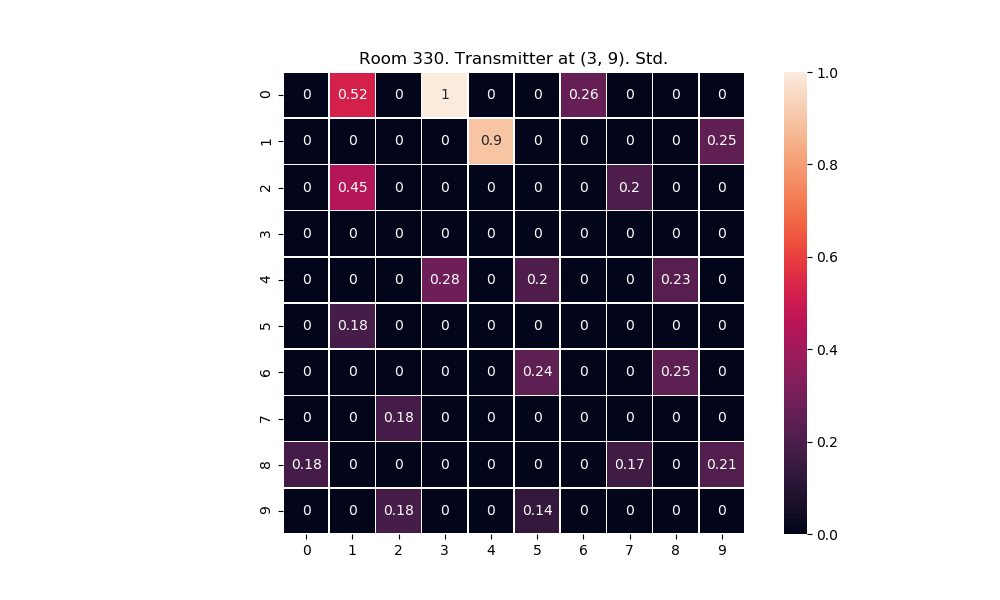 Room 330. Transmitter at (3, 9). Std.
0 0 0.52 0 1 0 0 0.26 0 0 0
1 0 0 0 0 0.9 0 0 0 0 0.25
2 0 0.45 0 0 0 0 0 0.2 0 0
3 0 0 0 0 0 0 0 0 0 0
4 0 0 0 0.28 0 0.2 0 0 0.23 0
5 0 0.18 0 0 0 0 0 0 0 0
6 0 0 0 0 0 0.24 0 0 0.25 0
7 0 0 0.18 0 0 0 0 0 0 0
8 0.18 0 0 0 0 0 0 0.17 0 0.21
9 0 0 0.18 0 0 0.14 0 0 0 0
0 1 2 3 4 5 6 7 8 9
1.0
0.8
0.6
0.4
0.2
0.0